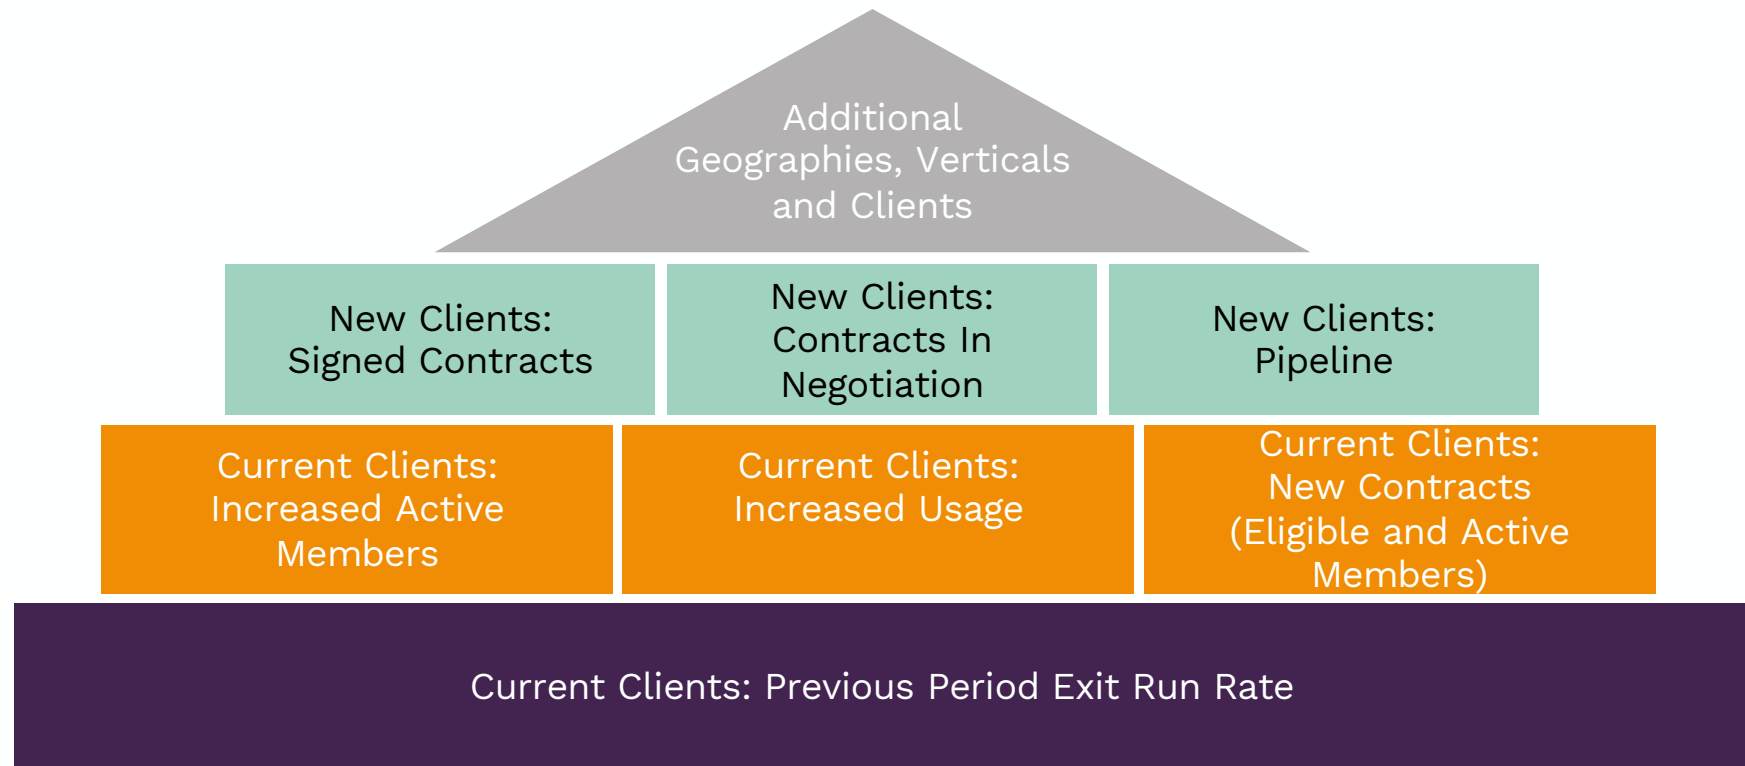 Additional
Geographies, Verticals
and Clients
New Clients:
Signed Contracts
New Clients:
Contracts In
Negotiation
New Clients:
Pipeline
Current Clients:
Increased Active
Members
Current Clients:
Increased Usage
Current Clients:
New Contracts
(Eligible and Active
Members)
Current Clients: Previous Period Exit Run Rate